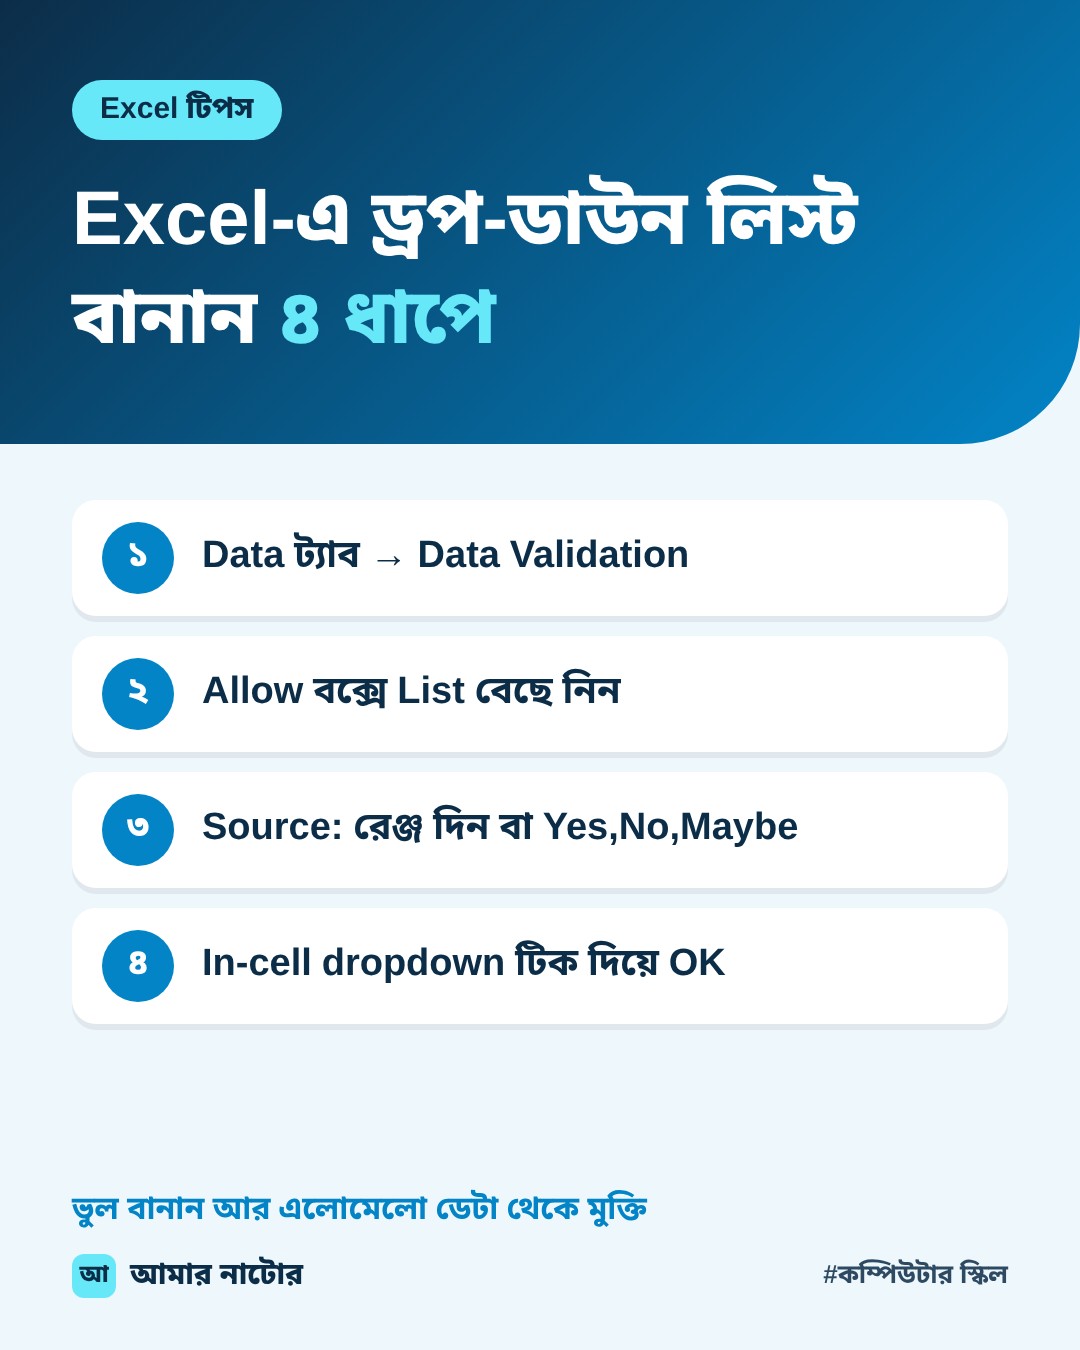 Excel টিপস
Excel-এ ড্রপ-ডাউন লিস্ট
বানান ৪ ধাপে
১ Data ট্যাব → Data Validation
২ Allow বক্সে List বেছে নিন
৩ Source: রেঞ্জ দিন বা Yes,No,Maybe
৪ In-cell dropdown টিক দিয়ে OK
ভুল বানান আর এলোমেলো ডেটা থেকে মুক্তি
আ আমার নাটোর
#কম্পিউটার স্কিল